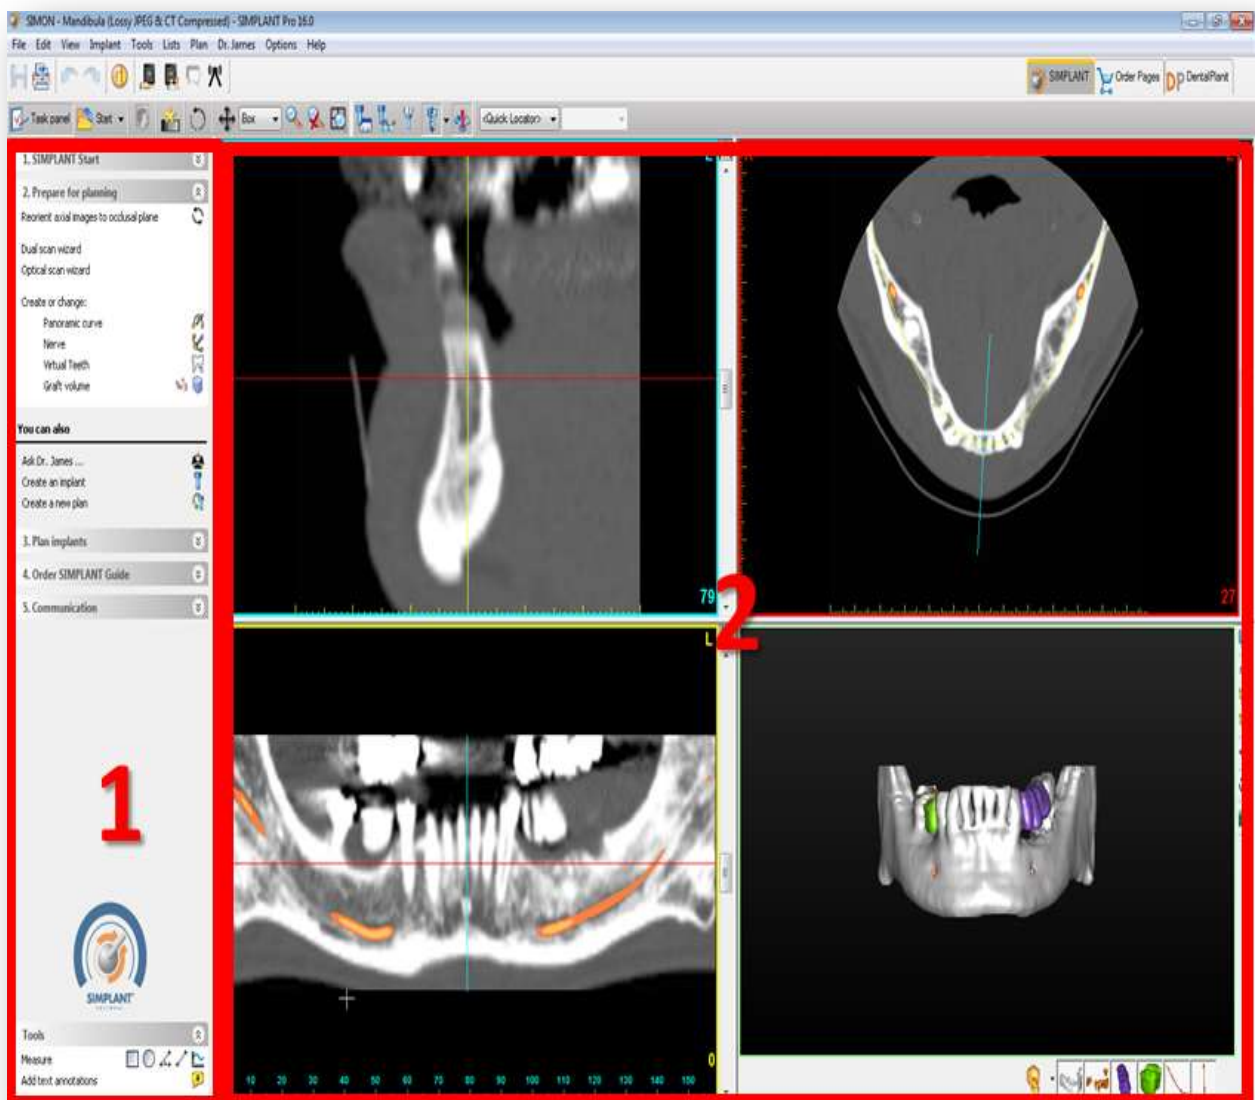 SIMON - Mandibula (Lossy JPEG & CT Compressed) - SIMPLANT Pro 16.0
File Edit View Implant Tools Lists Plan Dr. James Options Help
SIMPLANT Order Pages DentalPlant
Task panel Start Box <Quick Locator>
1. SIMPLANT Start
2. Prepare for planning
Reorient axial images to occlusal plane
Dual scan wizard
Optical scan wizard
Create or change:
Panoramic curve
Nerve
Virtual Teeth
Graft volume
You can also
Ask Dr. James ...
Create an implant
Create a new plan
3. Plan implants
4. Order SIMPLANT Guide
5. Communication
1
SIMPLANT
Tools
Measure
Add text annotations
79
27
2
L
0
10 20 30 40 50 60 70 80 90 100 110 120 130 140 150